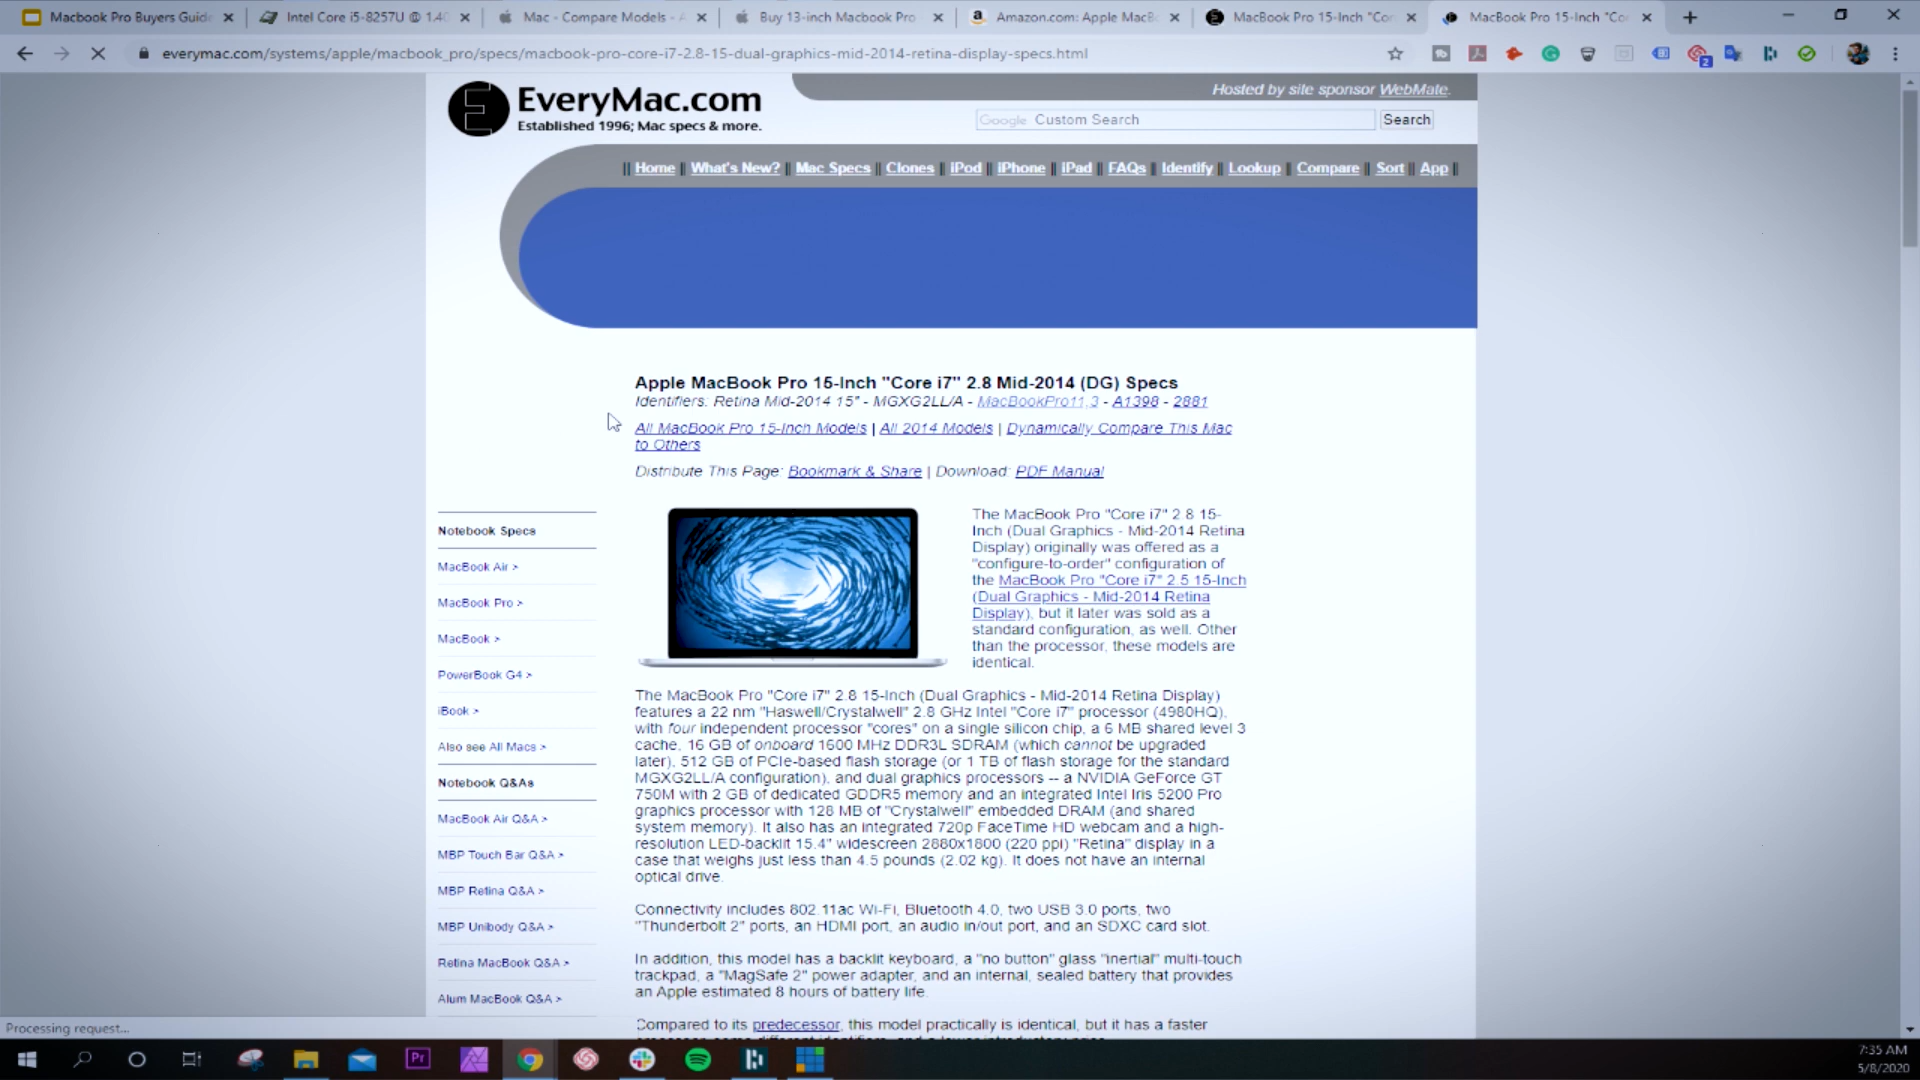 Macbook Pro Buyers Guid
Intel Core i5-8257U @ 1.40
Mac - Compare Models - A
Buy 13-inch Macbook Pro
Amazon.com: Apple MacB
MacBook Pro 15-Inch "Co
MacBook Pro 15-Inch "Co
everymac.com/systems/apple/macbook_pro/specs/macbook-pro-core-i7-2.8-15-dual-graphics-mid-2014-retina-display-specs.html
2
EveryMac.com
Established 1996; Mac specs & more.
Hosted by site sponsor WebMate.
Google Custom Search
Search
|| Home || What's New? || Mac Specs || Clones || iPod || iPhone || iPad || FAQs || Identify || Lookup || Compare || Sort || App ||
Apple MacBook Pro 15-Inch "Core i7" 2.8 Mid-2014 (DG) Specs
Identifiers: Retina Mid-2014 15" - MGXG2LL/A - MacBookPro11,3 - A1398 - 2881
All MacBook Pro 15-Inch Models | All 2014 Models | Dynamically Compare This Mac
to Others
Distribute This Page: Bookmark & Share | Download: PDF Manual
Notebook Specs
MacBook Air >
MacBook Pro >
MacBook >
PowerBook G4 >
iBook >
Also see All Macs >
Notebook Q&As
MacBook Air Q&A >
MBP Touch Bar Q&A >
MBP Retina Q&A >
MBP Unibody Q&A >
Retina MacBook Q&A >
Alum MacBook Q&A >
The MacBook Pro "Core i7" 2.8 15-
Inch (Dual Graphics - Mid-2014 Retina
Display) originally was offered as a
"configure-to-order" configuration of
the MacBook Pro "Core i7" 2.5 15-Inch
(Dual Graphics - Mid-2014 Retina
Display), but it later was sold as a
standard configuration, as well. Other
than the processor, these models are
identical.
The MacBook Pro "Core i7" 2.8 15-Inch (Dual Graphics - Mid-2014 Retina Display)
features a 22 nm "Haswell/Crystalwell" 2.8 GHz Intel "Core i7" processor (4980HQ),
with four independent processor "cores" on a single silicon chip, a 6 MB shared level 3
cache, 16 GB of onboard 1600 MHz DDR3L SDRAM (which cannot be upgraded
later), 512 GB of PCIe-based flash storage (or 1 TB of flash storage for the standard
MGXG2LL/A configuration), and dual graphics processors -- a NVIDIA GeForce GT
750M with 2 GB of dedicated GDDR5 memory and an integrated Intel Iris 5200 Pro
graphics processor with 128 MB of "Crystalwell" embedded DRAM (and shared
system memory). It also has an integrated 720p FaceTime HD webcam and a high-
resolution LED-backlit 15.4" widescreen 2880x1800 (220 ppi) "Retina" display in a
case that weighs just less than 4.5 pounds (2.02 kg). It does not have an internal
optical drive.
Connectivity includes 802.11ac Wi-Fi, Bluetooth 4.0, two USB 3.0 ports, two
"Thunderbolt 2" ports, an HDMI port, an audio in/out port, and an SDXC card slot.
In addition, this model has a backlit keyboard, a "no button" glass "inertial" multi-touch
trackpad, a "MagSafe 2" power adapter, and an internal, sealed battery that provides
an Apple estimated 8 hours of battery life.
Compared to its predecessor, this model practically is identical, but it has a faster
Processing request...
Pr
7:35 AM
5/8/2020